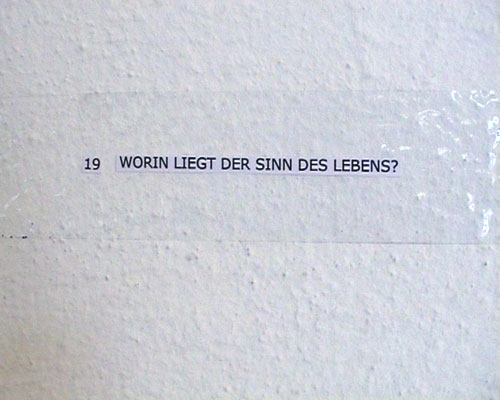 19 WORIN LIEGT DER SINN DES LEBENS?